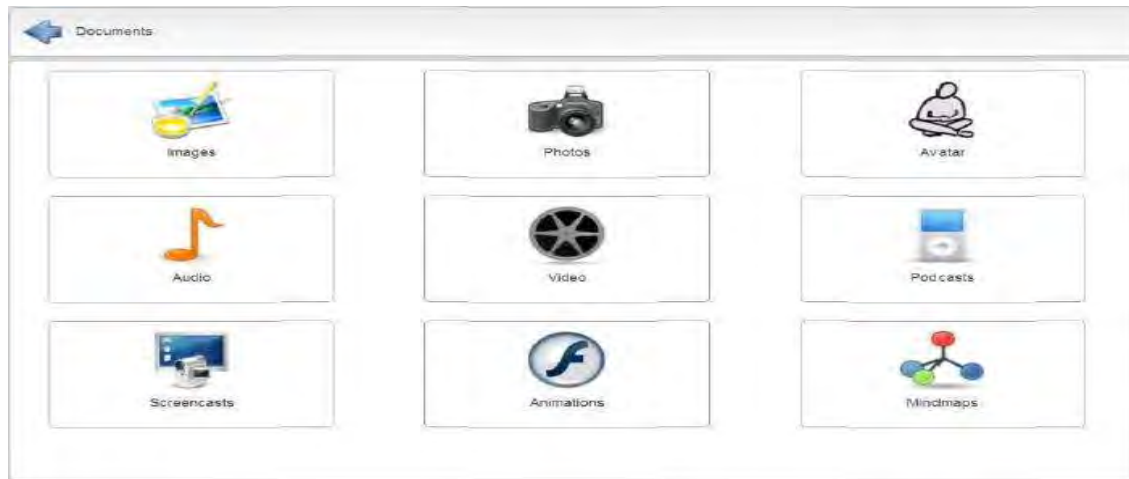 Documents
Images
Photos
Avatar
Audio
Video
Podcasts
Screencasts
Animations
Mindmaps